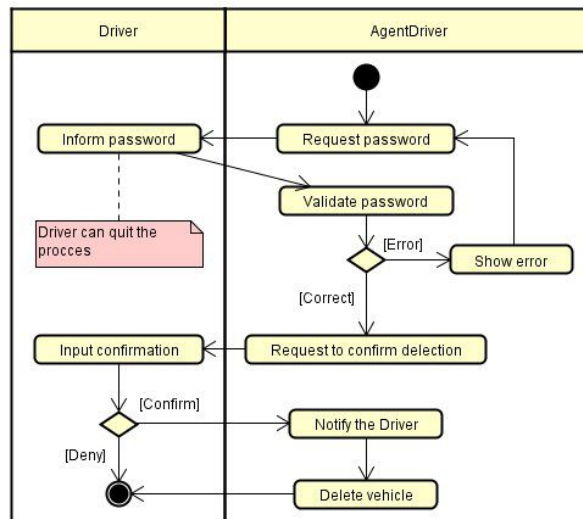 Driver
AgentDriver
Inform password
Request password
Validate password
Driver can quit the
procces
[Error]
Show error
[Correct]
Input confirmation
Request to confirm delection
[Confirm]
Notify the Driver
[Deny]
Delete vehicle